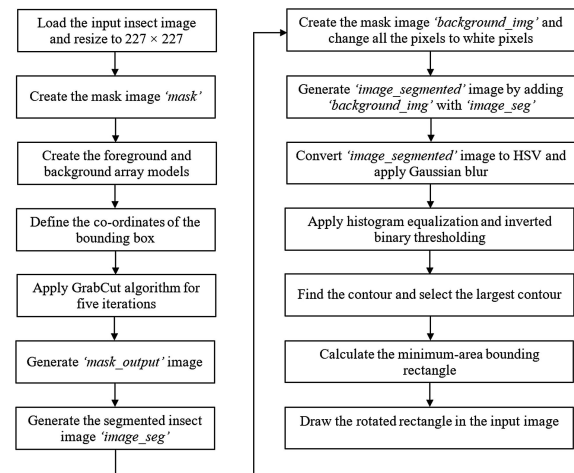 Load the input insect image
and resize to 227 × 227
Create the mask image ‘mask’
Create the foreground and
background array models
Define the co-ordinates of the
bounding box
Apply GrabCut algorithm for
five iterations
Generate ‘mask_output’ image
Generate the segmented insect
image ‘image_seg’
Create the mask image ‘background_img’ and
change all the pixels to white pixels
Generate ‘image_segmented’ image by adding
‘background_img’ with ‘image_seg’
Convert ‘image_segmented’ image to HSV and
apply Gaussian blur
Apply histogram equalization and inverted
binary thresholding
Find the contour and select the largest contour
Calculate the minimum-area bounding
rectangle
Draw the rotated rectangle in the input image